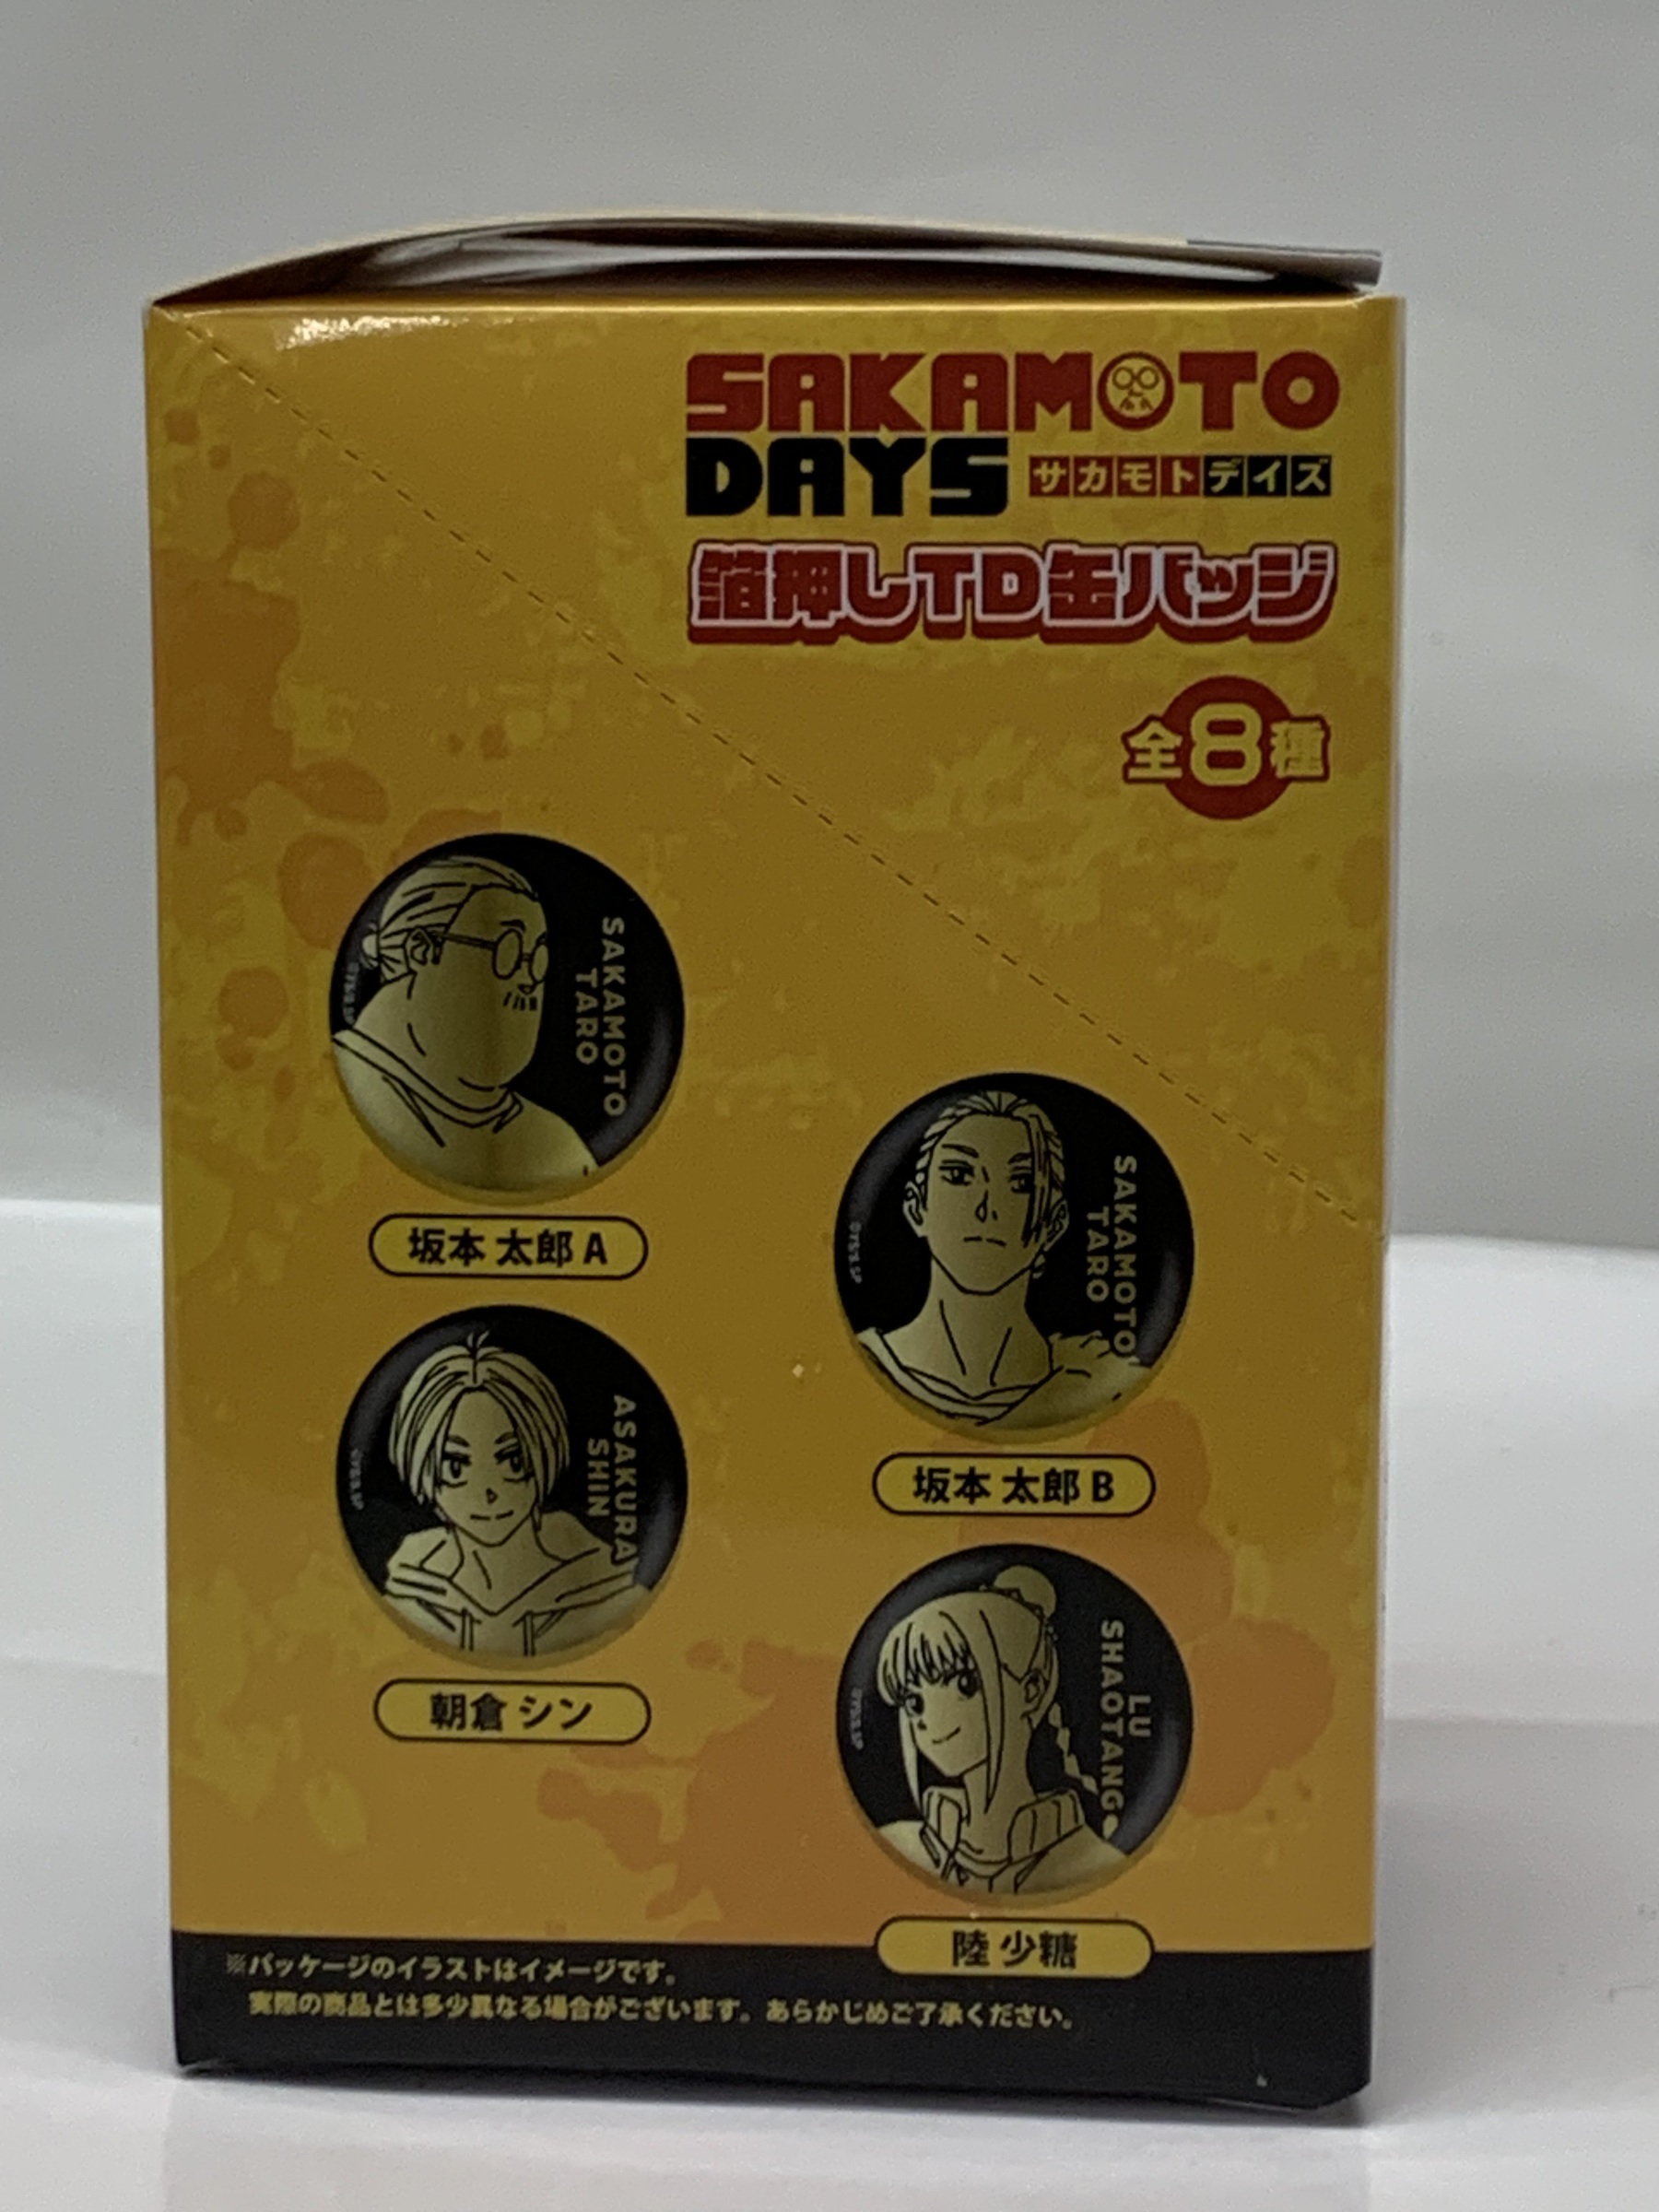 SAKAMOTO
DAYS サカモトデイズ
箔押しTD缶バッジ
全8種
SAKAMOTO
TARO
坂本 太郎 A
SAKAMOTO
TARO
坂本 太郎 B
ASAKURA
SHIN
朝倉 シン
LU
SHAOTANG
陸 少糖
※パッケージのイラストはイメージです。
実際の商品とは多少異なる場合がございます。あらかじめご了承ください。